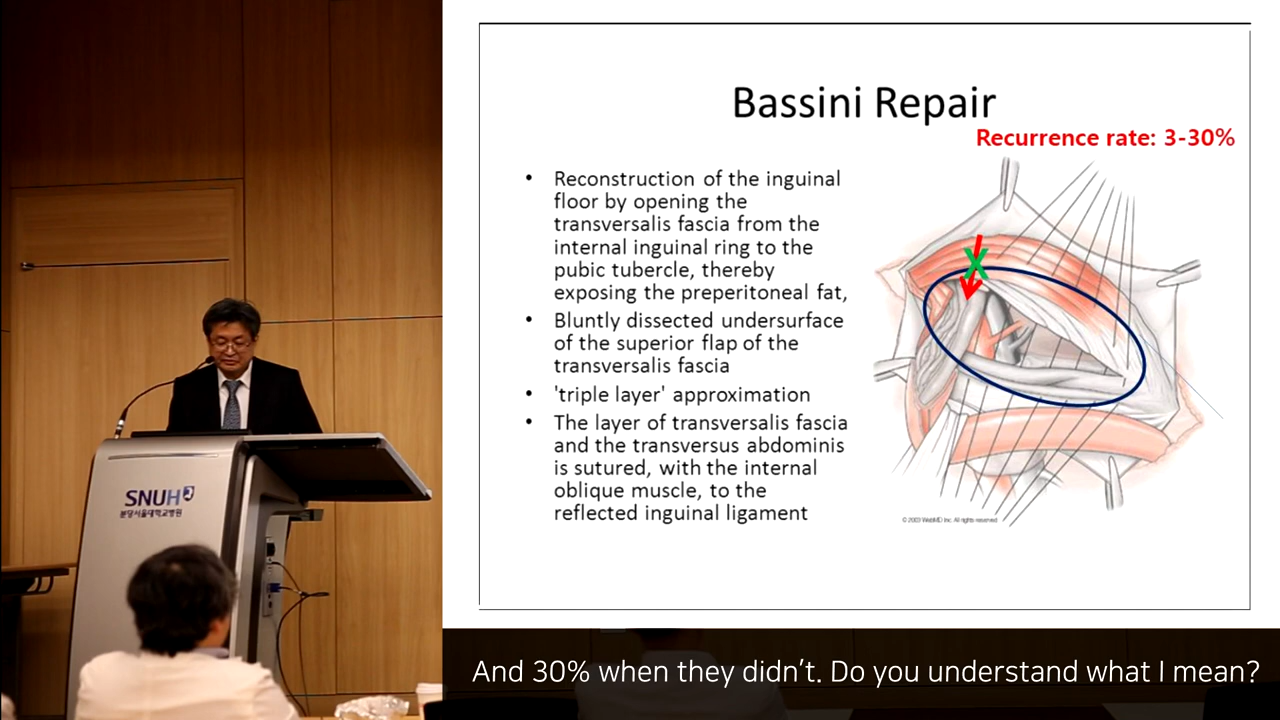 Bassini Repair
Recurrence rate: 3-30%
• Reconstruction of the inguinal
floor by opening the
transversalis fascia from the
internal inguinal ring to the
pubic tubercle, thereby
exposing the preperitoneal fat,
• Bluntly dissected undersurface
of the superior flap of the
transversalis fascia
• 'triple layer' approximation
• The layer of transversalis fascia
and the transversus abdominis
is sutured, with the internal
oblique muscle, to the
reflected inguinal ligament
X
© 2003 WebMD Inc. All rights reserved
SNUH
분당서울대학교병원
And 30% when they didn't. Do you understand what I mean?